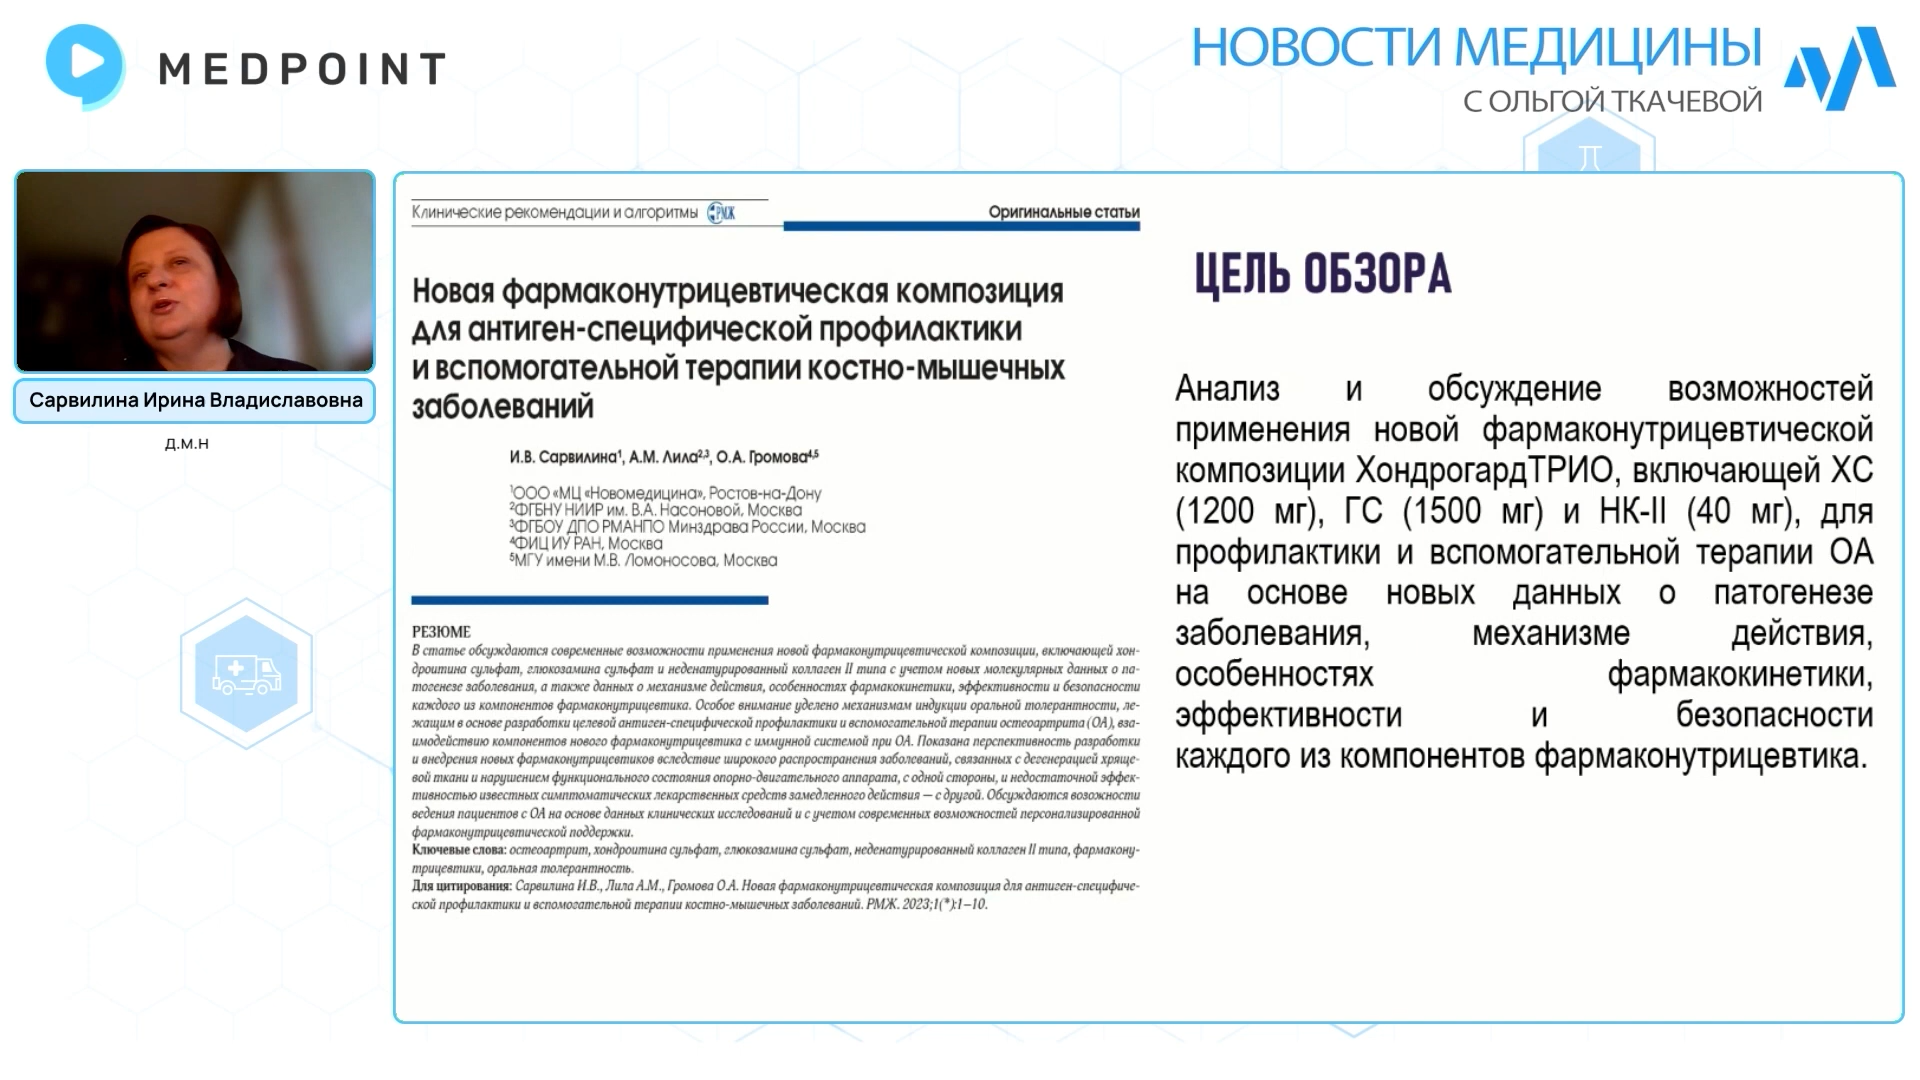 MEDPOINT
НОВОСТИ МЕДИЦИНЫ
С ОЛЬГОЙ ТКАЧЕВОЙ
Сарвилина Ирина Владиславовна
д.м.н
Клинические рекомендации и алгоритмы РМЖ
Оригинальные статьи
Новая фармаконутрицевтическая композиция
для антиген-специфической профилактики
и вспомогательной терапии костно-мышечных
заболеваний
И.В. Сарвилина¹, А.М. Лила²,³, О.А. Громова⁴,⁵
¹ООО «МЦ «Новомедицина», Ростов-на-Дону
²ФГБНУ НИИР им. В.А. Насоновой, Москва
³ФГБОУ ДПО РМАНПО Минздрава России, Москва
⁴ФИЦ ИУ РАН, Москва
⁵МГУ имени М.В. Ломоносова, Москва
РЕЗЮМЕ
В статье обсуждаются современные возможности применения новой фармаконутрицевтической композиции, включающей хон-
дроитина сульфат, глюкозамина сульфат и неденатурированный коллаген II типа с учетом новых молекулярных данных о па-
тогенезе заболевания, а также данных о механизме действия, особенностях фармакокинетики, эффективности и безопасности
каждого из компонентов фармаконутрицевтика. Особое внимание уделено механизмам индукции оральной толерантности, ле-
жащим в основе разработки целевой антиген-специфической профилактики и вспомогательной терапии остеоартрита (ОА), вза-
имодействию компонентов нового фармаконутрицевтика с иммунной системой при ОА. Показана перспективность разработки
и внедрения новых фармаконутрицевтиков вследствие широкого распространения заболеваний, связанных с дегенерацией хряще-
вой ткани и нарушением функционального состояния опорно-двигательного аппарата, с одной стороны, и недостаточной эффек-
тивностью известных симптоматических лекарственных средств замедленного действия — с другой. Обсуждаются возожности
ведения пациентов с ОА на основе данных клинических исследований и с учетом современных возможностей персонализированной
фармаконутрицевтической поддержки.
Ключевые слова: остеоартрит, хондроитина сульфат, глюкозамина сульфат, неденатурированный коллаген II типа, фармакону-
трицевтики, оральная толерантность.
Для цитирования: Сарвилина И.В., Лила А.М., Громова О.А. Новая фармаконутрицевтическая композиция для антиген-специфиче-
ской профилактики и вспомогательной терапии костно-мышечных заболеваний. РМЖ. 2023;1(*):1–10.
ЦЕЛЬ ОБЗОРА
Анализ и обсуждение возможностей
применения новой фармаконутрицевтической
композиции ХондрогардТРИО, включающей ХС
(1200 мг), ГС (1500 мг) и НК-II (40 мг), для
профилактики и вспомогательной терапии ОА
на основе новых данных о патогенезе
заболевания, механизме действия,
особенностях фармакокинетики,
эффективности и безопасности
каждого из компонентов фармаконутрицевтика.